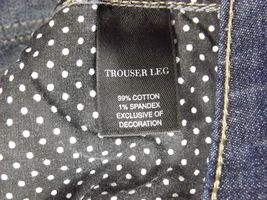 TROUSER LEG
99% COTTON
1% SPANDEX
EXCLUSIVE OF
DECORATION